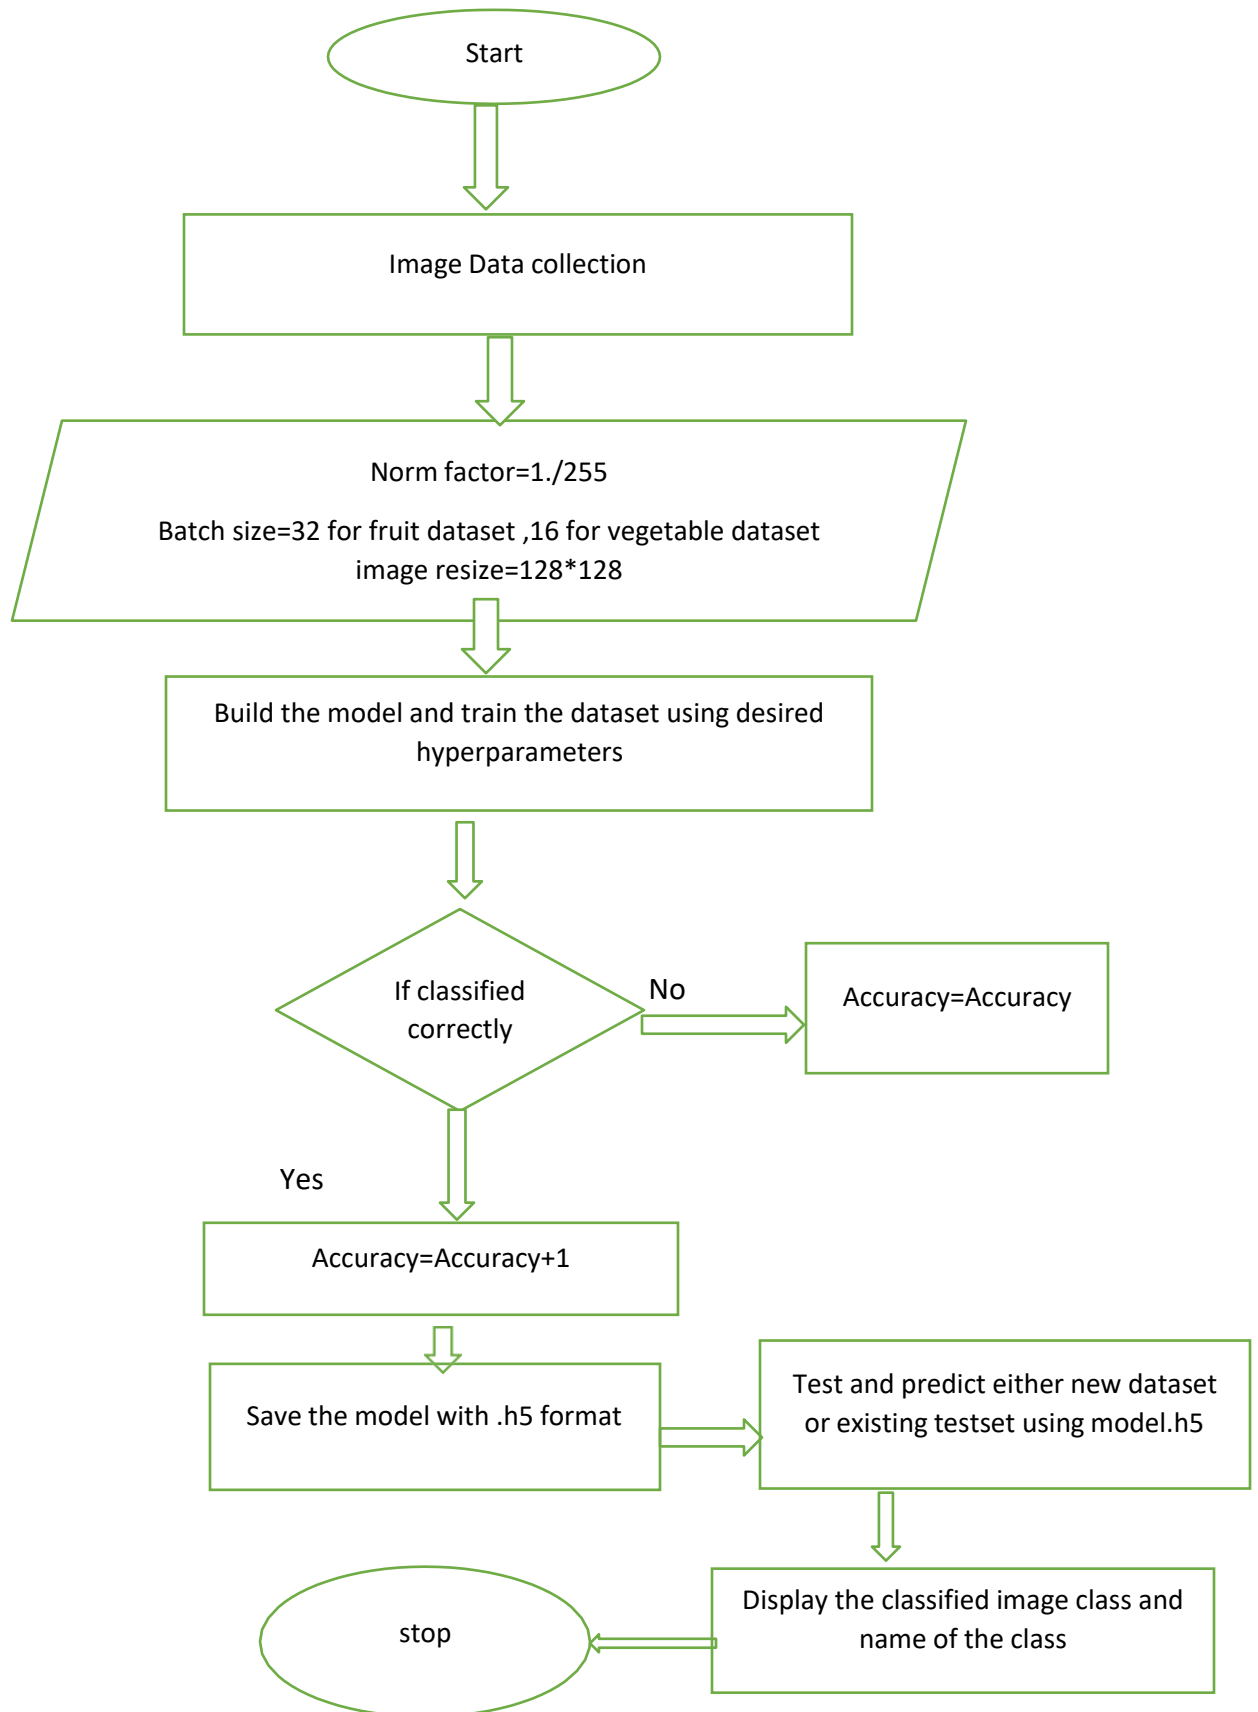 Start
Image Data collection
Norm factor=1./255
Batch size=32 for fruit dataset ,16 for vegetable dataset
image resize=128*128
Build the model and train the dataset using desired
hyperparameters
If classified
correctly
No
Accuracy=Accuracy
Yes
Accuracy=Accuracy+1
Save the model with .h5 format
Test and predict either new dataset
or existing testset using model.h5
Display the classified image class and
name of the class
stop